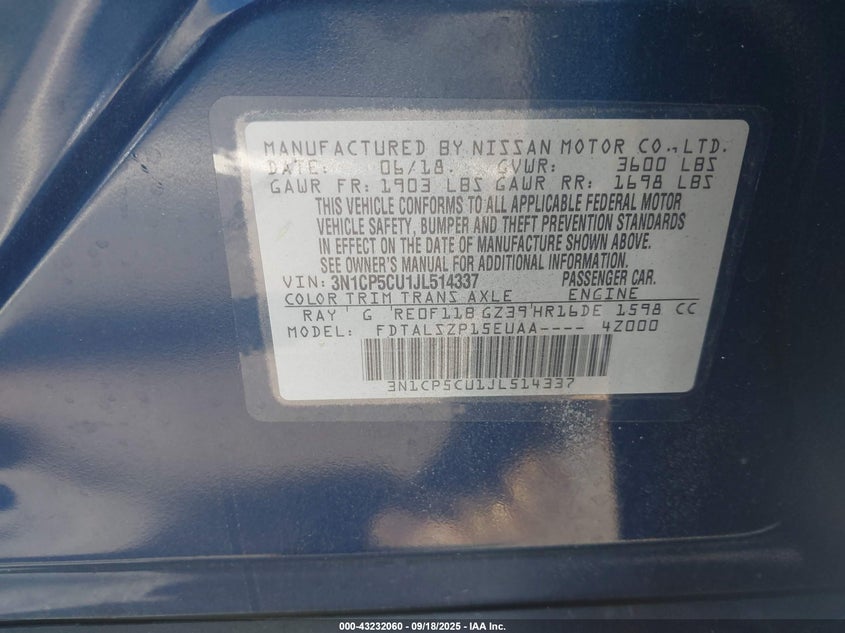 MANUFACTURED BY NISSAN MOTOR CO.,LTD.
DATE: 06/18. GVWR: 3600 LBS
GAWR FR: 1903 LBS GAWR RR: 1698 LBS
THIS VEHICLE CONFORMS TO ALL APPLICABLE FEDERAL MOTOR
VEHICLE SAFETY, BUMPER AND THEFT PREVENTION STANDARDS
IN EFFECT ON THE DATE OF MANUFACTURE SHOWN ABOVE.
SEE OWNER'S MANUAL FOR ADDITIONAL INFORMATION.
VIN: 3N1CP5CU1JL514337 PASSENGER CAR.
COLOR TRIM TRANS AXLE ENGINE
RAY G RE0F11B GZ39 HR16DE 1598 CC
MODEL: FDTALSZP15EUAA---- 4Z000
3N1CP5CU1JL514337
000-43232060 - 09/18/2025 - IAA Inc.